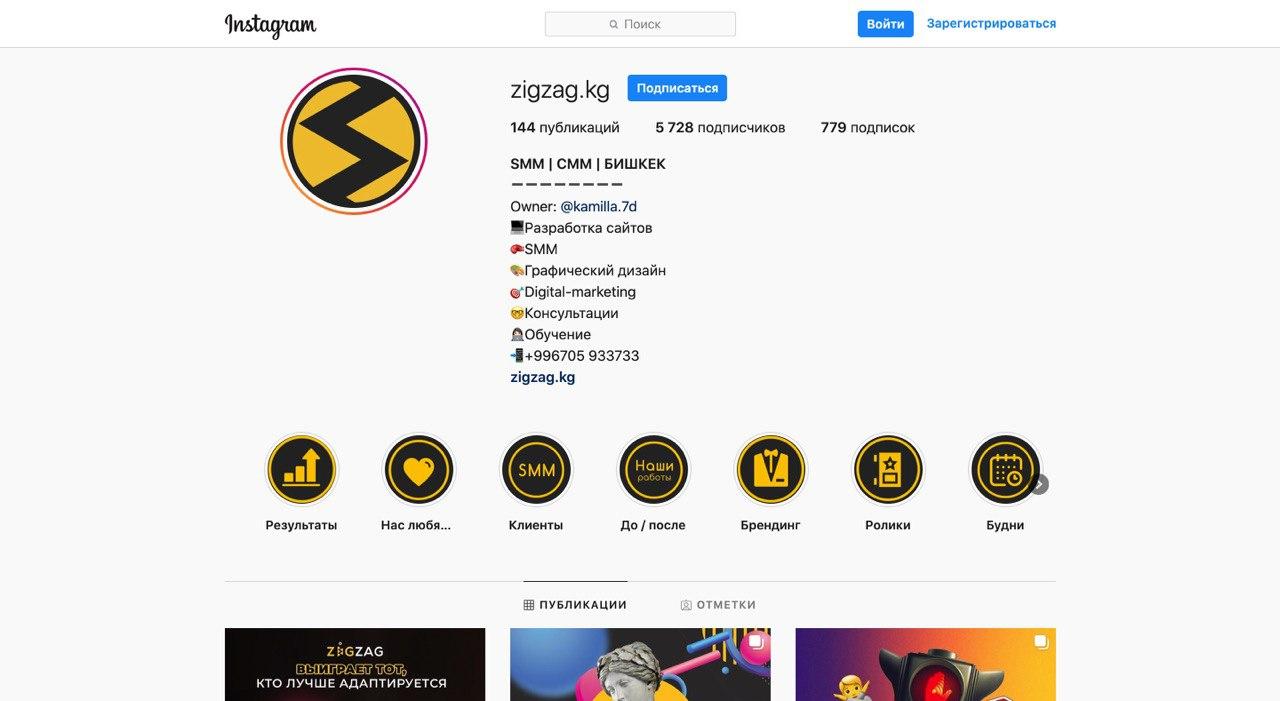 Instagram
Поиск
Войти
Зарегистрироваться
zigzag.kg
Подписаться
144 публикаций 5 728 подписчиков 779 подписок
SMM | СММ | БИШКЕК
————————
Owner: @kamilla.7d
💻Разработка сайтов
🥊SMM
🎨Графический дизайн
🎯Digital-marketing
🤓Консультации
👩🏻‍💻Обучение
📲+996705 933733
zigzag.kg
SMM
Наши
работы
Результаты Нас любя... Клиенты До / после Брендинг Ролики Будни
ПУБЛИКАЦИИ ОТМЕТКИ
ZIGZAG
ВЫИГРАЕТ ТОТ,
КТО ЛУЧШЕ АДАПТИРУЕТСЯ